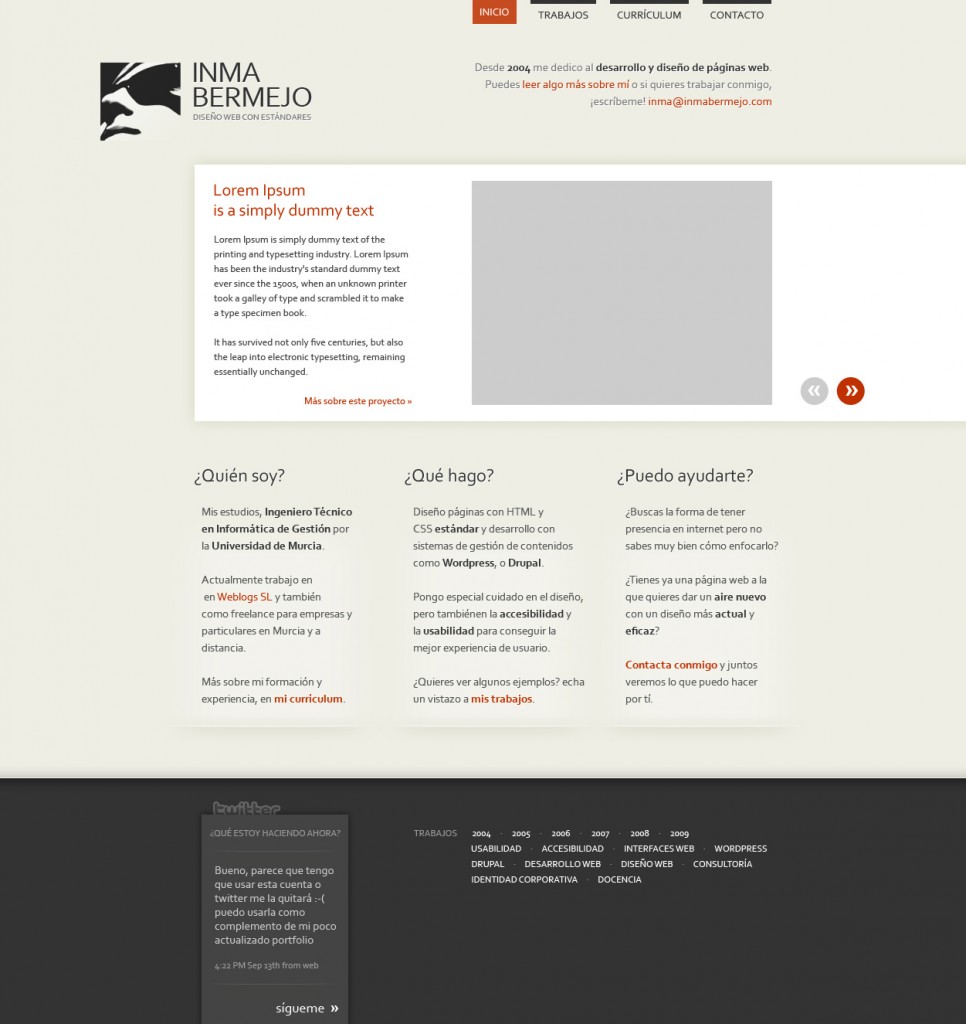 INICIO TRABAJOS CURRÍCULUM CONTACTO
INMA
BERMEJO
DISEÑO WEB CON ESTÁNDARES
Desde 2004 me dedico al desarrollo y diseño de páginas web.
Puedes leer algo más sobre mí o si quieres trabajar conmigo,
¡escríbeme! inma@inmabermejo.com
Lorem Ipsum
is a simply dummy text
Lorem Ipsum is simply dummy text of the
printing and typesetting industry. Lorem Ipsum
has been the industry's standard dummy text
ever since the 1500s, when an unknown printer
took a galley of type and scrambled it to make
a type specimen book.
It has survived not only five centuries, but also
the leap into electronic typesetting, remaining
essentially unchanged.
Más sobre este proyecto »
« »
¿Quién soy?
Mis estudios, Ingeniero Técnico
en Informática de Gestión por
la Universidad de Murcia.
Actualmente trabajo en
en Weblogs SL y también
como freelance para empresas y
particulares en Murcia y a
distancia.
Más sobre mi formación y
experiencia, en mi currículum.
¿Qué hago?
Diseño páginas con HTML y
CSS estándar y desarrollo con
sistemas de gestión de contenidos
como Wordpress, o Drupal.
Pongo especial cuidado en el diseño,
pero tambiénen la accesibilidad y
la usabilidad para conseguir la
mejor experiencia de usuario.
¿Quieres ver algunos ejemplos? echa
un vistazo a mis trabajos.
¿Puedo ayudarte?
¿Buscas la forma de tener
presencia en internet pero no
sabes muy bien cómo enfocarlo?
¿Tienes ya una página web a la
que quieres dar un aire nuevo
con un diseño más actual y
eficaz?
Contacta conmigo y juntos
veremos lo que puedo hacer
por tí.
twitter
¿QUÉ ESTOY HACIENDO AHORA?
Bueno, parece que tengo
que usar esta cuenta o
twitter me la quitará :-(
puedo usarla como
complemento de mi poco
actualizado portfolio
4:22 PM Sep 13th from web
sígueme »
TRABAJOS 2004 · 2005 · 2006 · 2007 · 2008 · 2009
USABILIDAD · ACCESIBILIDAD · INTERFACES WEB · WORDPRESS
DRUPAL · DESARROLLO WEB · DISEÑO WEB · CONSULTORÍA
IDENTIDAD CORPORATIVA · DOCENCIA